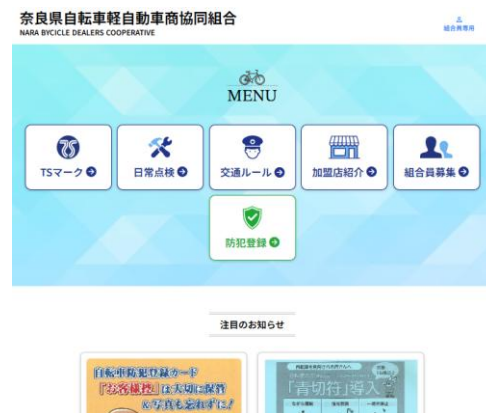 奈良県自転車軽自動車商協同組合
NARA BYCICLE DEALERS COOPERATIVE
組合員専用
MENU
TSマーク
日常点検
交通ルール
加盟店紹介
組合員募集
防犯登録
注目のお知らせ
自転車防犯登録カード
「お客様控」は大切に保管
&写真も忘れずに!
「青切符」導入